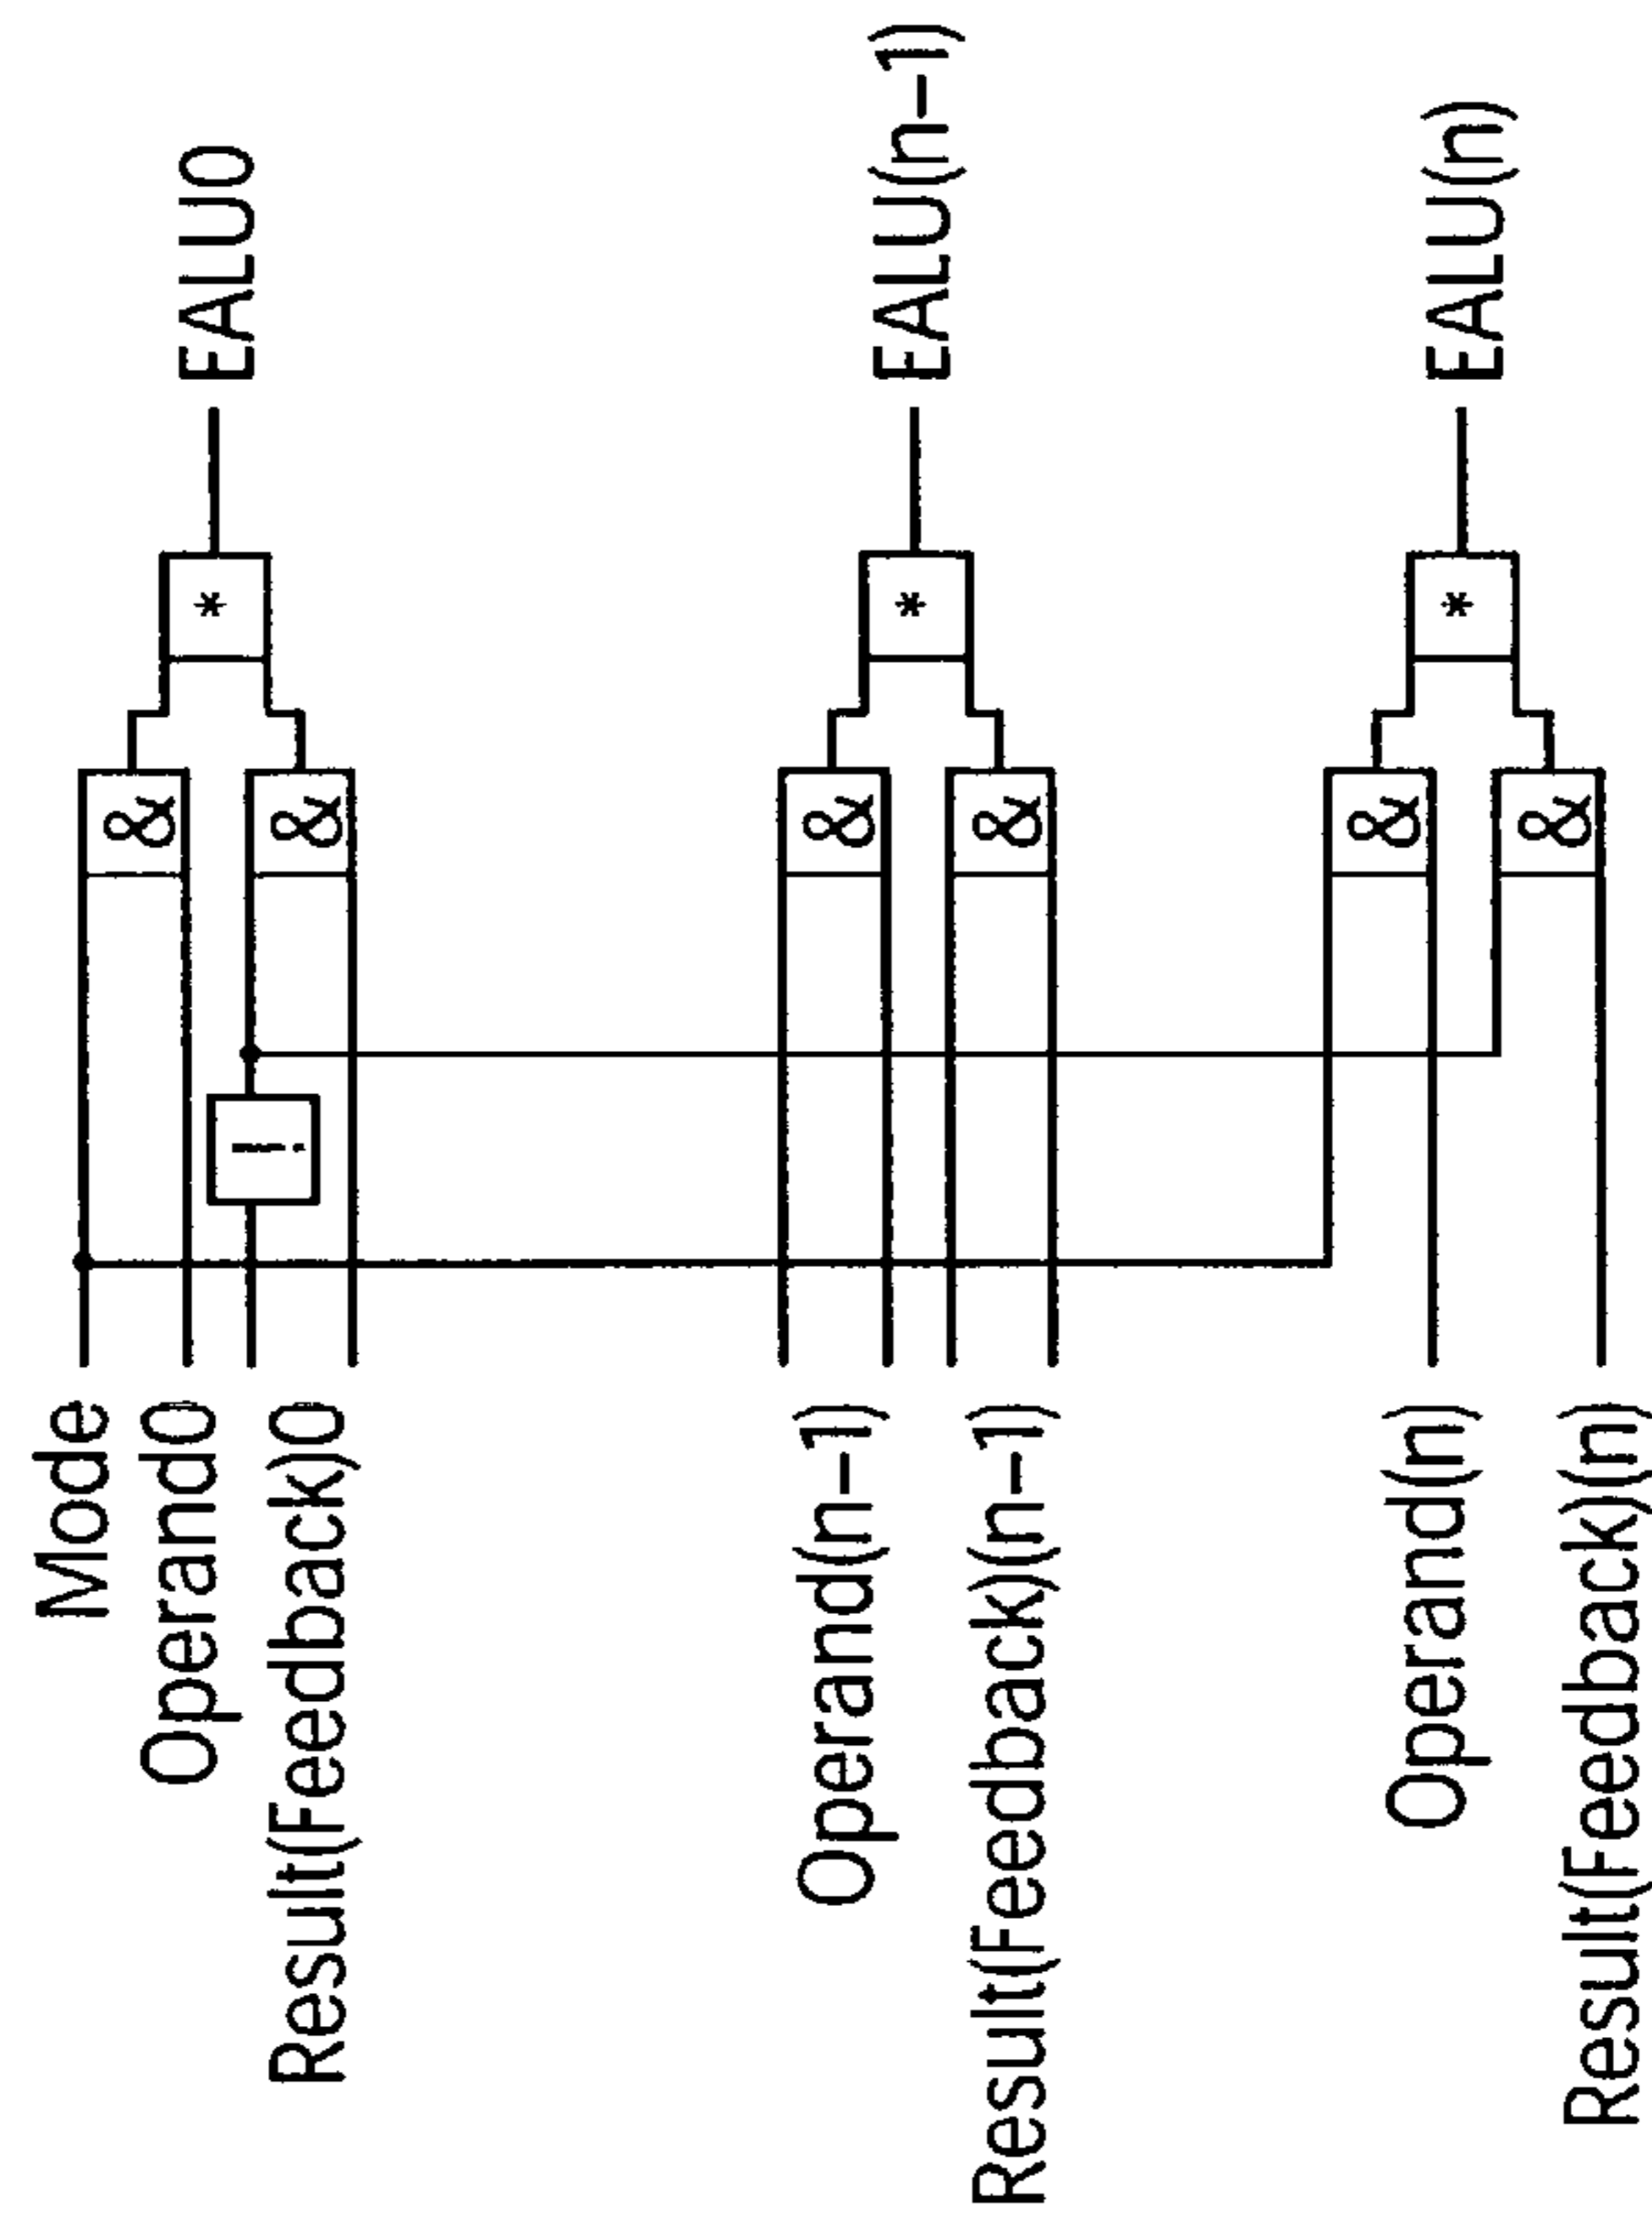 Mode
Operand0
Result(Feedback)0
!
&
&
*
EALU0
Operand(n-1)
Result(Feedback)(n-1)
&
&
*
EALU(n-1)
Operand(n)
Result(Feedback)(n)
&
&
*
EALU(n)